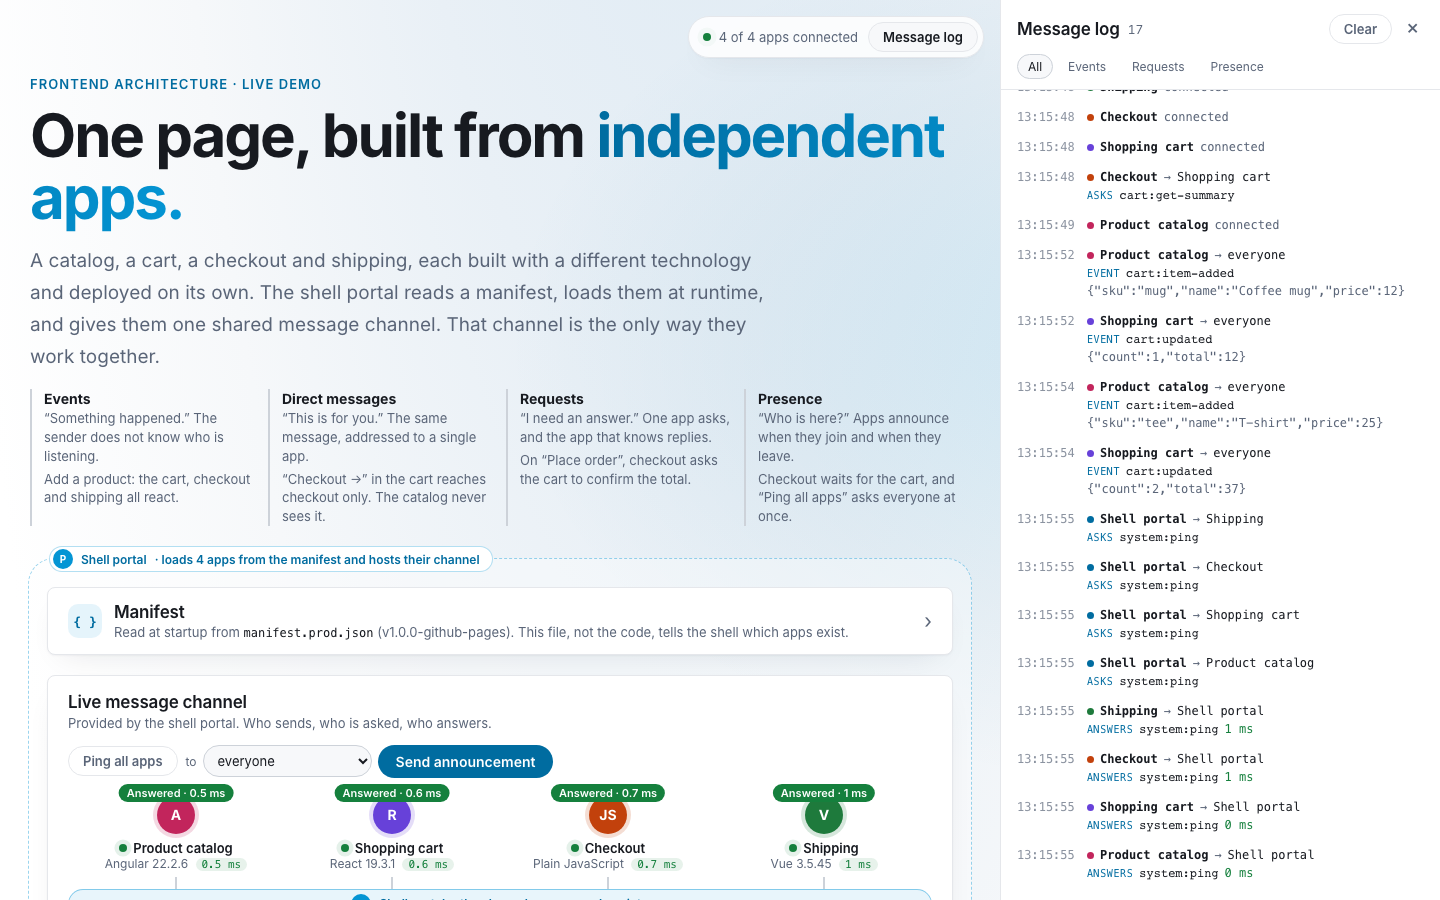 4 of 4 apps connected
Message log
FRONTEND ARCHITECTURE · LIVE DEMO
One page, built from independent
apps.
A catalog, a cart, a checkout and shipping, each built with a different technology
and deployed on its own. The shell portal reads a manifest, loads them at runtime,
and gives them one shared message channel. That channel is the only way they
work together.
Events
“Something happened.” The
sender does not know who is
listening.
Add a product: the cart, checkout
and shipping all react.
Direct messages
“This is for you.” The same
message, addressed to a single
app.
“Checkout →” in the cart reaches
checkout only. The catalog never
sees it.
Requests
“I need an answer.” One app asks,
and the app that knows replies.
On “Place order”, checkout asks
the cart to confirm the total.
Presence
“Who is here?” Apps announce
when they join and when they
leave.
Checkout waits for the cart, and
“Ping all apps” asks everyone at
once.
P Shell portal · loads 4 apps from the manifest and hosts their channel
{ } Manifest
Read at startup from manifest.prod.json (v1.0.0-github-pages). This file, not the code, tells the shell which apps exist.
Live message channel
Provided by the shell portal. Who sends, who is asked, who answers.
Ping all apps to everyone Send announcement
Answered · 0.5 ms
A
Product catalog
Angular 22.2.6 0.5 ms
Answered · 0.6 ms
R
Shopping cart
React 19.3.1 0.6 ms
Answered · 0.7 ms
JS
Checkout
Plain JavaScript 0.7 ms
Answered · 1 ms
V
Shipping
Vue 3.5.45 1 ms
Message log 17
Clear ✕
All Events Requests Presence
13:15:48 Checkout connected
13:15:48 Shopping cart connected
13:15:48 Checkout → Shopping cart
ASKS cart:get-summary
13:15:49 Product catalog connected
13:15:52 Product catalog → everyone
EVENT cart:item-added
{"sku":"mug","name":"Coffee mug","price":12}
13:15:52 Shopping cart → everyone
EVENT cart:updated
{"count":1,"total":12}
13:15:54 Product catalog → everyone
EVENT cart:item-added
{"sku":"tee","name":"T-shirt","price":25}
13:15:54 Shopping cart → everyone
EVENT cart:updated
{"count":2,"total":37}
13:15:55 Shell portal → Shipping
ASKS system:ping
13:15:55 Shell portal → Checkout
ASKS system:ping
13:15:55 Shell portal → Shopping cart
ASKS system:ping
13:15:55 Shell portal → Product catalog
ASKS system:ping
13:15:55 Shipping → Shell portal
ANSWERS system:ping 1 ms
13:15:55 Checkout → Shell portal
ANSWERS system:ping 1 ms
13:15:55 Shopping cart → Shell portal
ANSWERS system:ping 0 ms
13:15:55 Product catalog → Shell portal
ANSWERS system:ping 0 ms